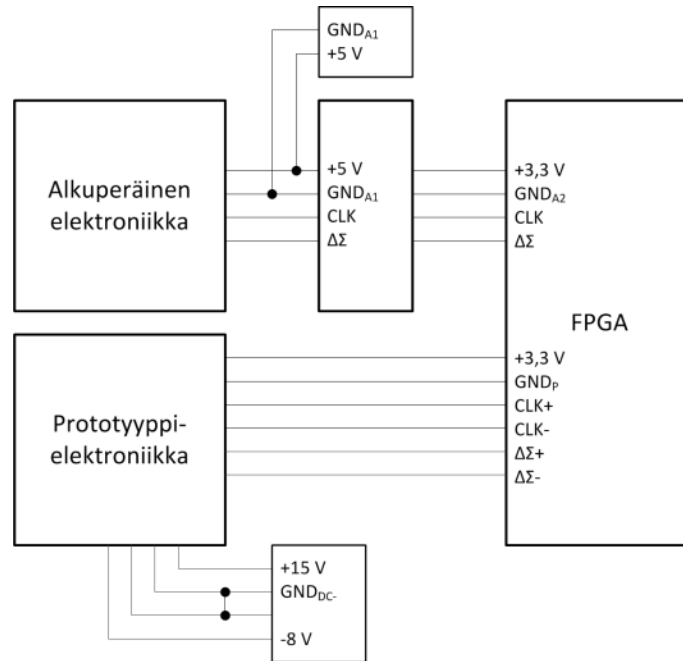 GNDA1
+5 V
Alkuperäinen
elektroniikka
+5 V
GNDA1
CLK
ΔΣ
+3,3 V
GNDA2
CLK
ΔΣ
FPGA
Prototyyppi-
elektroniikka
+3,3 V
GNDP
CLK+
CLK-
ΔΣ+
ΔΣ-
+15 V
GNDDC-
-8 V